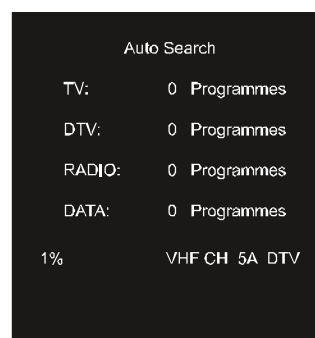 Auto Search
TV: 0 Programmes
DTV: 0 Programmes
RADIO: 0 Programmes
DATA: 0 Programmes
1% VHF CH 5A DTV